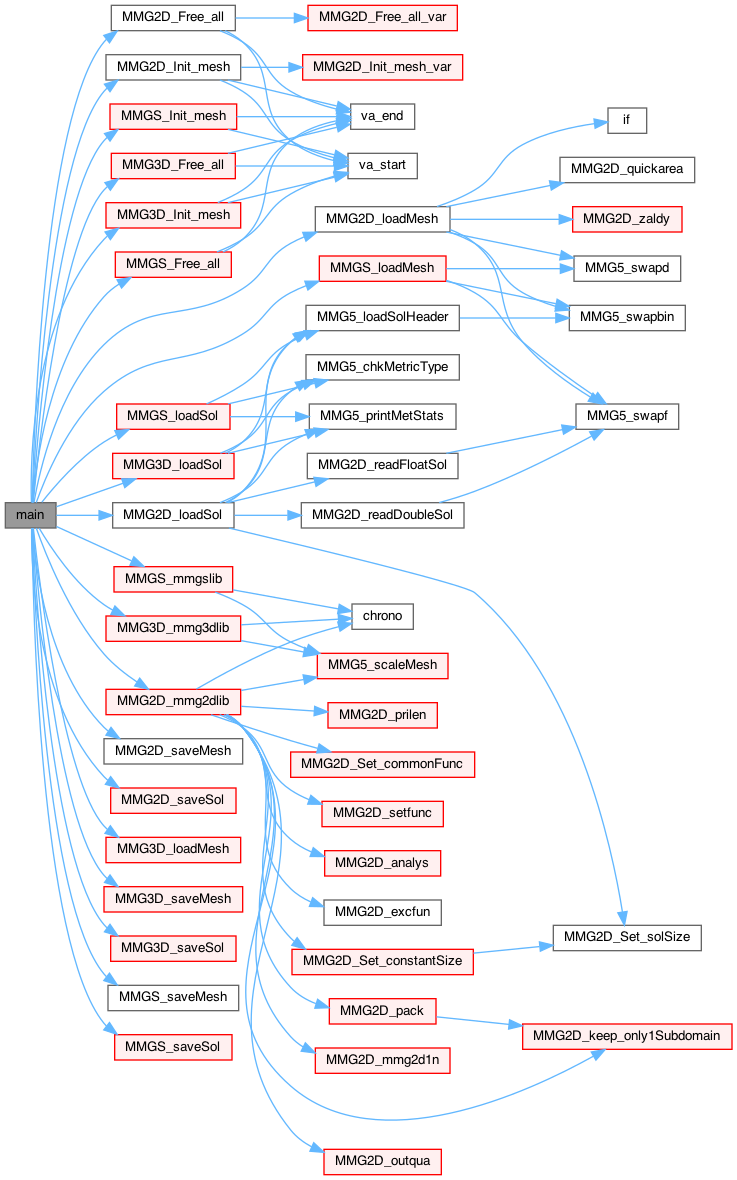 MMG2D_Free_all
MMG2D_Free_all_var
MMG2D_Init_mesh
MMG2D_Init_mesh_var
MMGS_Init_mesh
va_end
if
MMG3D_Free_all
va_start
MMG2D_quickarea
MMG3D_Init_mesh
MMG2D_loadMesh
MMG2D_zaldy
MMGS_Free_all
MMGS_loadMesh
MMG5_swapd
MMG5_loadSolHeader
MMG5_swapbin
MMG5_chkMetricType
MMGS_loadSol
MMG5_printMetStats
MMG5_swapf
MMG3D_loadSol
MMG2D_readFloatSol
main
MMG2D_loadSol
MMG2D_readDoubleSol
MMGS_mmgslib
chrono
MMG3D_mmg3dlib
MMG5_scaleMesh
MMG2D_mmg2dlib
MMG2D_prilen
MMG2D_saveMesh
MMG2D_Set_commonFunc
MMG2D_saveSol
MMG2D_setfunc
MMG3D_loadMesh
MMG2D_analys
MMG3D_saveMesh
MMG2D_excfun
MMG3D_saveSol
MMG2D_Set_solSize
MMG2D_Set_constantSize
MMGS_saveMesh
MMG2D_pack
MMG2D_keep_only1Subdomain
MMGS_saveSol
MMG2D_mmg2d1n
MMG2D_outqua